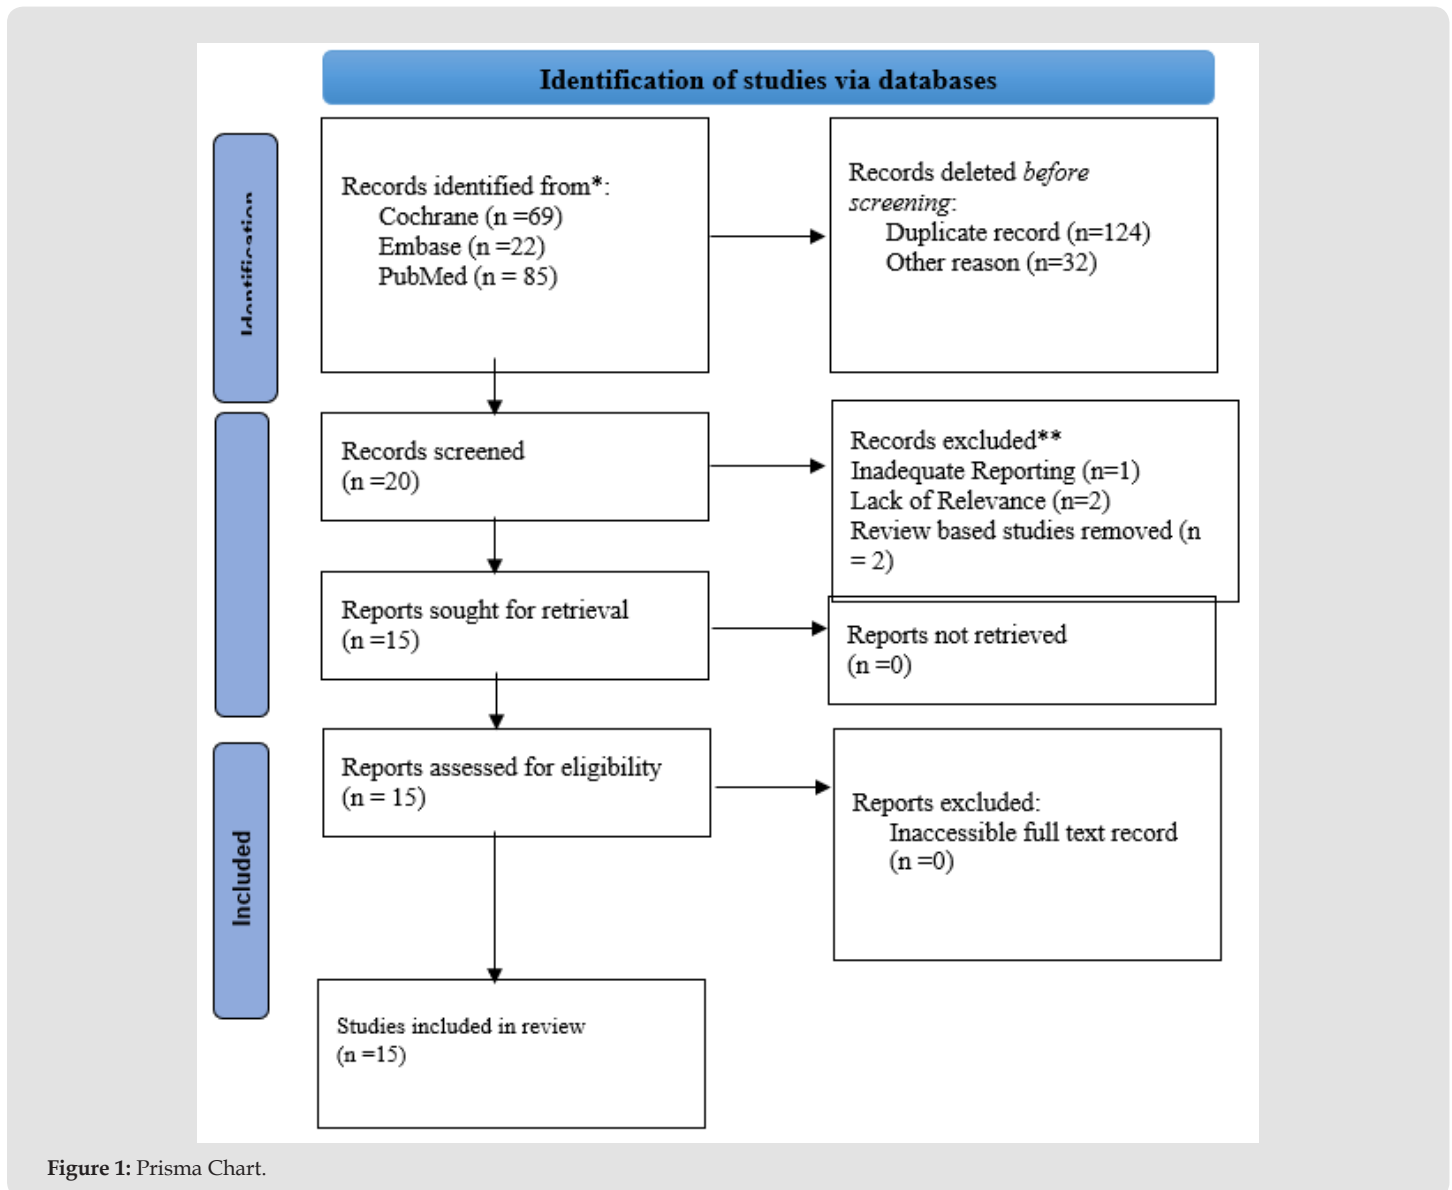 Identification of studies via databases
Identification
Records identified from*:
Cochrane (n =69)
Embase (n =22)
PubMed (n = 85)
Records deleted before
screening:
Duplicate record (n=124)
Other reason (n=32)
Records screened
(n =20)
Records excluded**
Inadequate Reporting (n=1)
Lack of Relevance (n=2)
Review based studies removed (n
= 2)
Reports sought for retrieval
(n =15)
Reports not retrieved
(n =0)
Included
Reports assessed for eligibility
(n = 15)
Reports excluded:
Inaccessible full text record
(n =0)
Studies included in review
(n =15)
Figure 1: Prisma Chart.